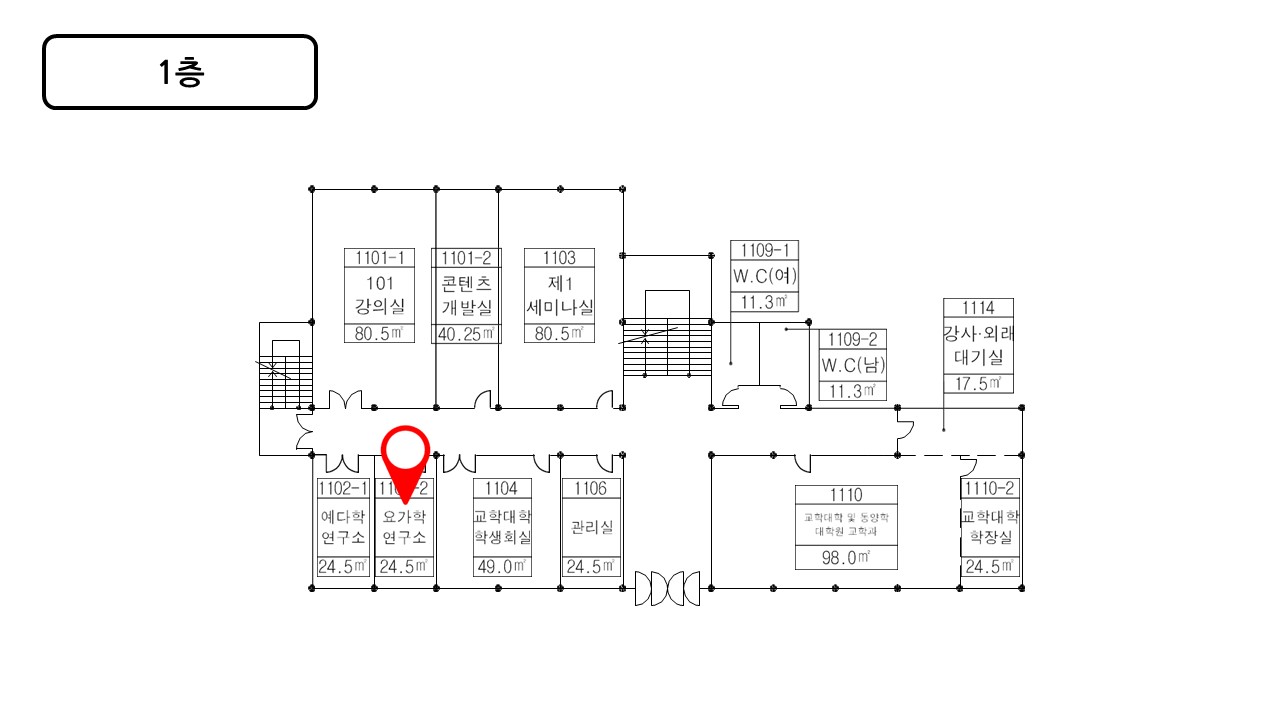 1층
1101-1
101
강의실
80.5㎡
1101-2
콘텐츠
개발실
40.25㎡
1103
제1
세미나실
80.5㎡
1109-1
W.C(여)
11.3㎡
1109-2
W.C(남)
11.3㎡
1114
강사·외래
대기실
17.5㎡
1102-1
예다학
연구소
24.5㎡
요가학
연구소
24.5㎡
1104
교학대학
학생회실
49.0㎡
1106
관리실
24.5㎡
1110
교학대학 및 동양학
대학원 교학과
98.0㎡
1110-2
교학대학
학장실
24.5㎡